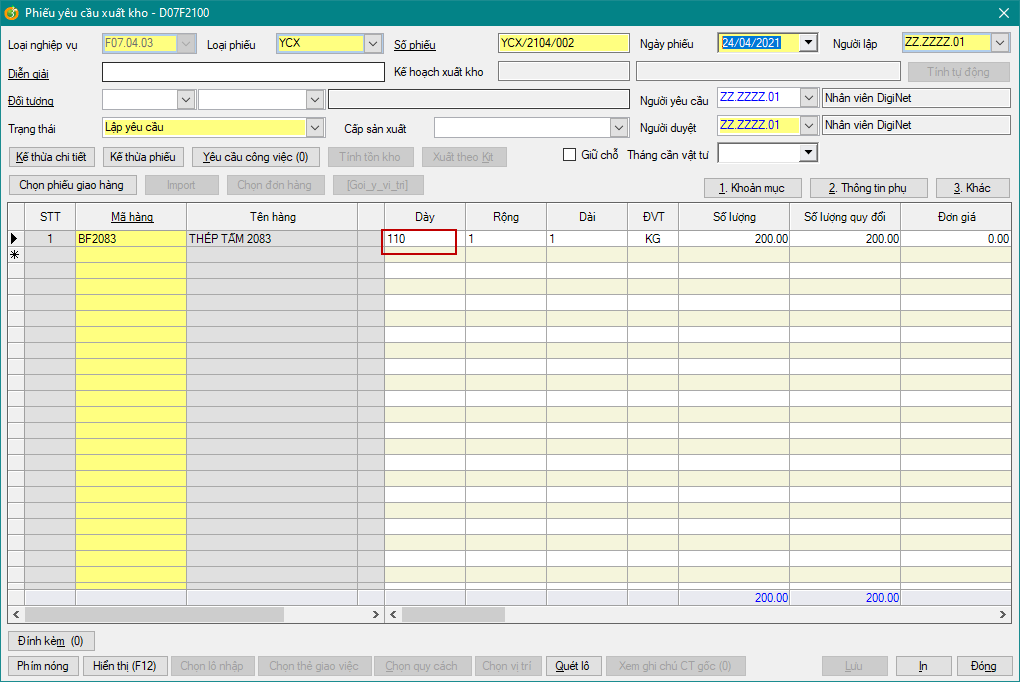 Phiếu yêu cầu xuất kho - D07F2100
Loại nghiệp vụ F07.04.03 Loại phiếu YCX Số phiếu YCX/2104/002 Ngày phiếu 24/04/2021 Người lập ZZ.ZZZZ.01
Diễn giải Kế hoạch xuất kho Tính tự động
Đối tượng Người yêu cầu ZZ.ZZZZ.01 Nhân viên DigiNet
Trạng thái Lập yêu cầu Cấp sản xuất Người duyệt ZZ.ZZZZ.01 Nhân viên DigiNet
Kế thừa chi tiết Kế thừa phiếu Yêu cầu công việc (0) Tính tồn kho Xuất theo Kit Giữ chỗ Tháng cần vật tư
Chọn phiếu giao hàng Import Chọn đơn hàng [Goi_y_vi_tri] 1. Khoản mục 2. Thông tin phụ 3. Khác
STT Mã hàng Tên hàng Dày Rộng Dài ĐVT Số lượng Số lượng quy đổi Đơn giá
1 BF2083 THÉP TẤM 2083 110 1 1 KG 200.00 200.00 0.00
200.00 200.00
Đính kèm (0)
Phím nóng Hiển thị (F12) Chọn lô nhập Chọn thẻ giao việc Chọn quy cách Chọn vị trí Quét lô Xem ghi chú CT gốc (0) Lưu In Đóng